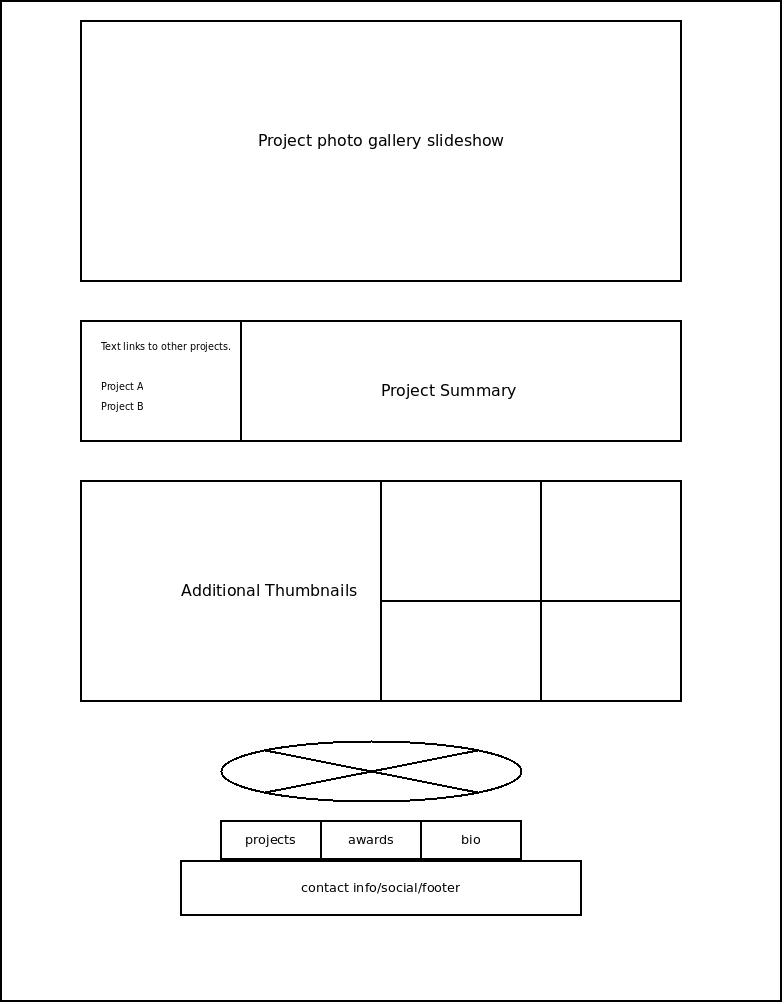 Project photo gallery slideshow
Text links to other projects.
Project A
Project B
Project Summary
Additional Thumbnails
projects
awards
bio
contact info/social/footer